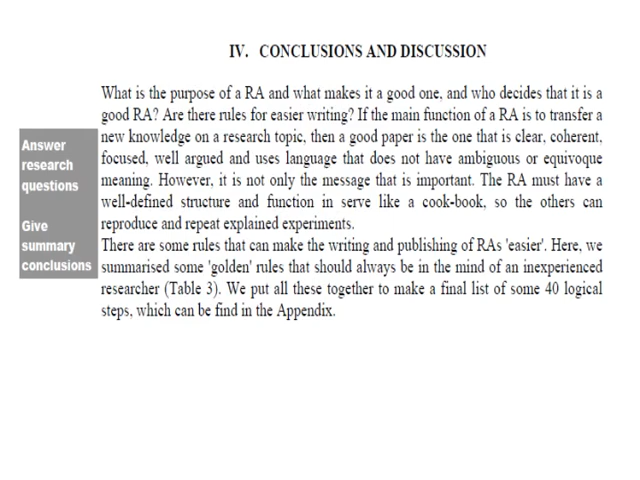 IV. CONCLUSIONS AND DISCUSSION
What is the purpose of a RA and what makes it a good one, and who decides that it is a
good RA? Are there rules for easier writing? If the main function of a RA is to transfer a
new knowledge on a research topic, then a good paper is the one that is clear, coherent,
focused, well argued and uses language that does not have ambiguous or equivoque
meaning. However, it is not only the message that is important. The RA must have a
well-defined structure and function in serve like a cook-book, so the others can
reproduce and repeat explained experiments.
There are some rules that can make the writing and publishing of RAs 'easier'. Here, we
summarised some 'golden' rules that should always be in the mind of an inexperienced
researcher (Table 3). We put all these together to make a final list of some 40 logical
steps, which can be find in the Appendix.
Answer
research
questions
Give
summary
conclusions